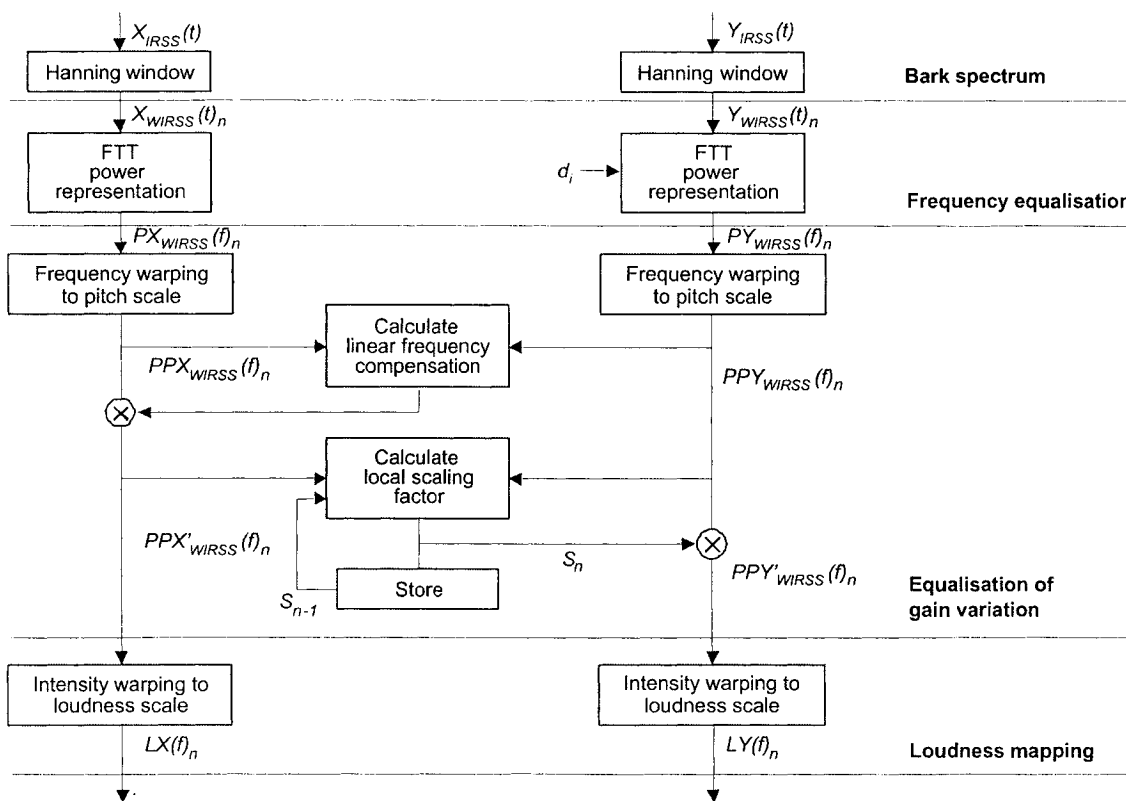 X_IRSS(t)
Y_IRSS(t)
Hanning window
Hanning window
Bark spectrum
X_WIRSS(t)_n
Y_WIRSS(t)_n
FTT
power
representation
d_i
FTT
power
representation
Frequency equalisation
PX_WIRSS(f)_n
PY_WIRSS(f)_n
Frequency warping
to pitch scale
Frequency warping
to pitch scale
Calculate
linear frequency
compensation
PPX_WIRSS(f)_n
PPY_WIRSS(f)_n
Calculate
local scaling
factor
PPX'_WIRSS(f)_n
S_n
PPY'_WIRSS(f)_n
Store
S_n-1
Equalisation of
gain variation
Intensity warping to
loudness scale
Intensity warping to
loudness scale
LX(f)_n
LY(f)_n
Loudness mapping